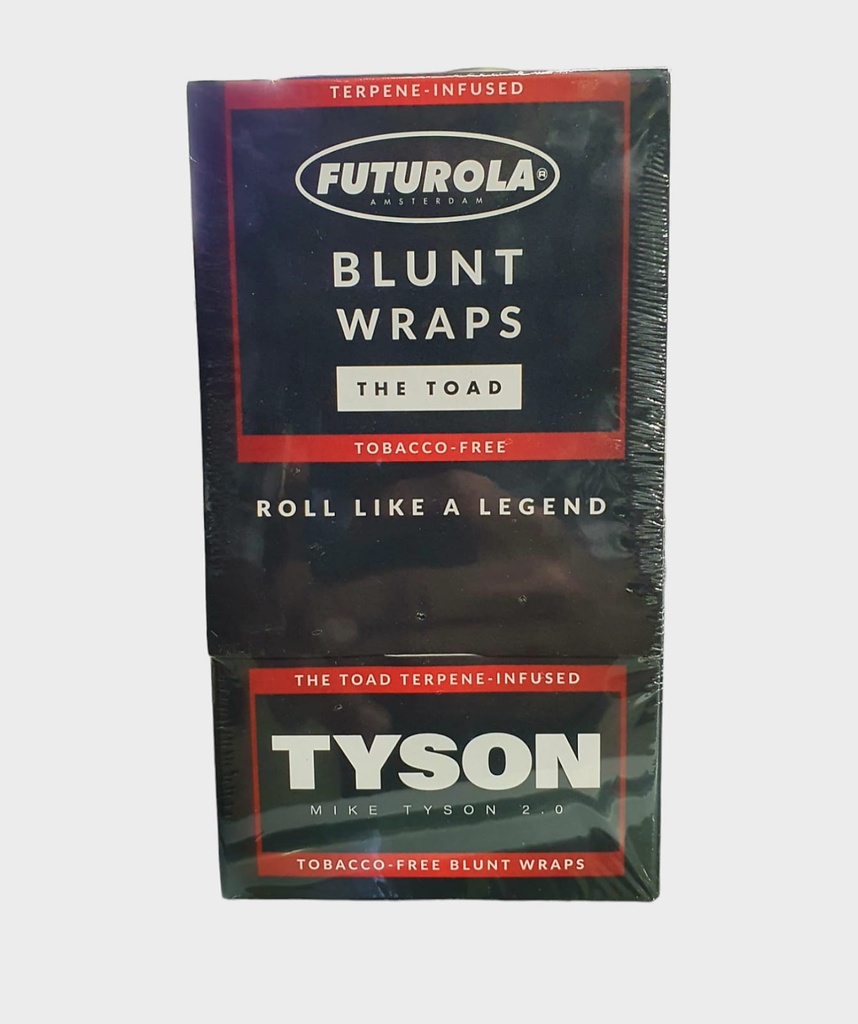 TERPENE-INFUSED
FUTUROLA®
AMSTERDAM
BLUNT
WRAPS
THE TOAD
TOBACCO-FREE
ROLL LIKE A LEGEND
THE TOAD TERPENE-INFUSED
TYSON
MIKE TYSON 2.0
TOBACCO-FREE BLUNT WRAPS